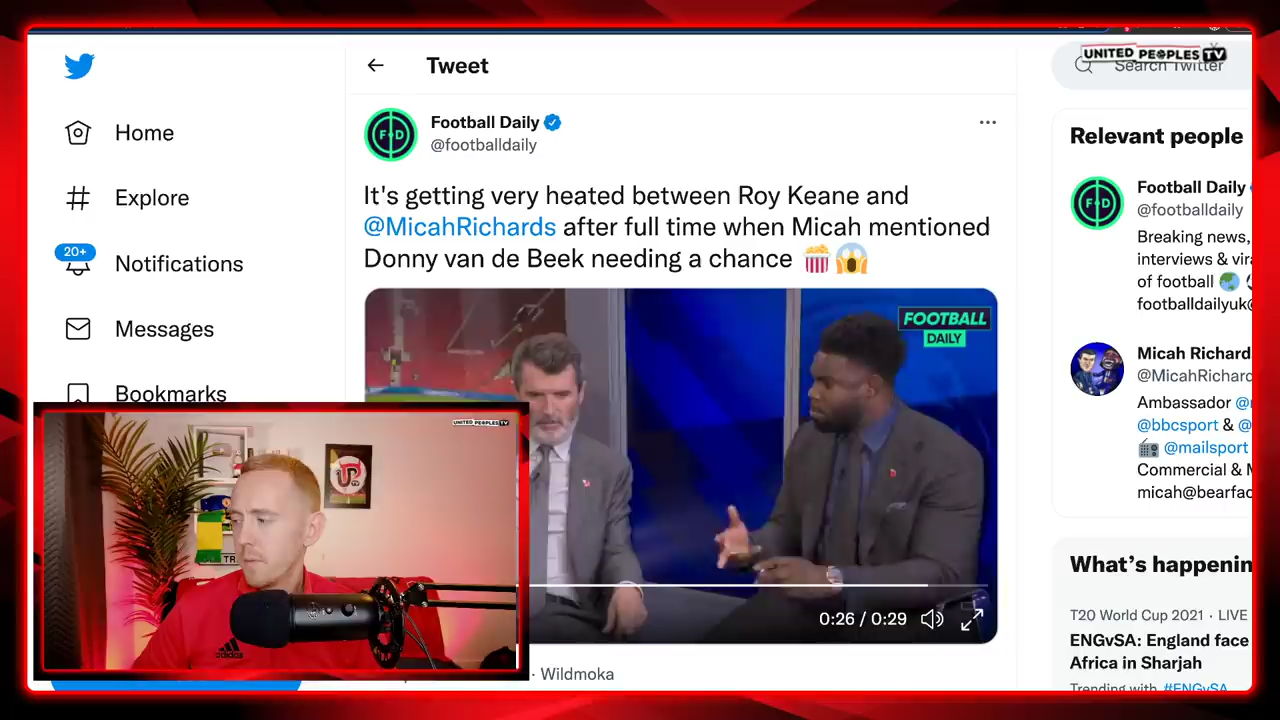 UNITED PEOPLES TV
Search Twitter
Tweet
Football Daily
@footballdaily
Home
Explore
20+
Notifications
Messages
Bookmarks
It's getting very heated between Roy Keane and
@MicahRichards after full time when Micah mentioned
Donny van de Beek needing a chance 🍿😱
FOOTBALL
DAILY
0:26 / 0:29
· Wildmoka
UNITED PEOPLES TV
Relevant people
Football Daily
@footballdaily
Breaking news,
interviews & vira
of football
footballdailyuk@
Micah Richard
@MicahRichard
Ambassador @
@bbcsport & @
@mailsport
Commercial &
micah@bearfac
What's happenin
T20 World Cup 2021 · LIVE
ENGvSA: England face
Africa in Sharjah
Trending with #ENGvSA
adidas